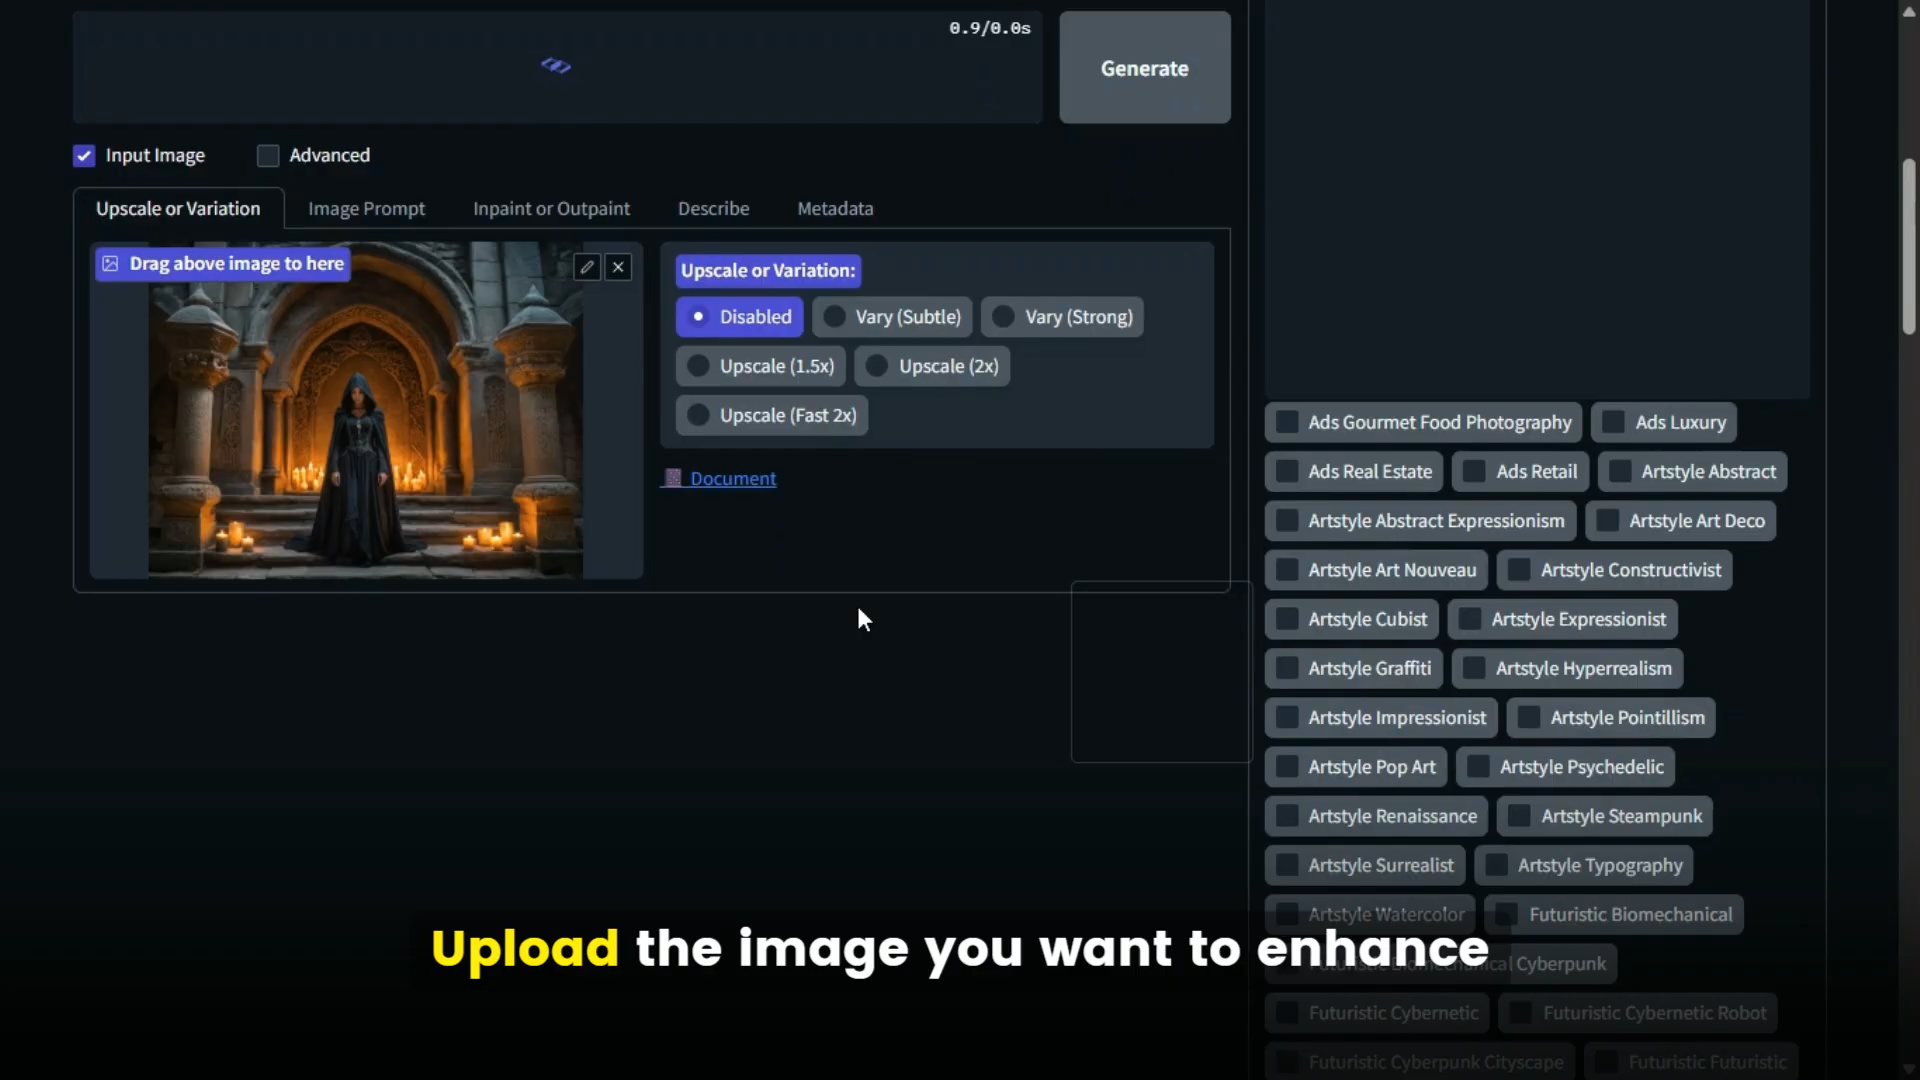 0.9/0.0s
Generate
Input Image
Advanced
Upscale or Variation
Image Prompt
Inpaint or Outpaint
Describe
Metadata
Drag above image to here
Upscale or Variation:
Disabled
Vary (Subtle)
Vary (Strong)
Upscale (1.5x)
Upscale (2x)
Upscale (Fast 2x)
Document
Ads Gourmet Food Photography
Ads Luxury
Ads Real Estate
Ads Retail
Artstyle Abstract
Artstyle Abstract Expressionism
Artstyle Art Deco
Artstyle Art Nouveau
Artstyle Constructivist
Artstyle Cubist
Artstyle Expressionist
Artstyle Graffiti
Artstyle Hyperrealism
Artstyle Impressionist
Artstyle Pointillism
Artstyle Pop Art
Artstyle Psychedelic
Artstyle Renaissance
Artstyle Steampunk
Artstyle Surrealist
Artstyle Typography
Artstyle Watercolor
Futuristic Biomechanical
Futuristic Biomechanical Cyberpunk
Futuristic Cybernetic
Futuristic Cybernetic Robot
Futuristic Cyberpunk Cityscape
Futuristic Futuristic
Upload the image you want to enhance